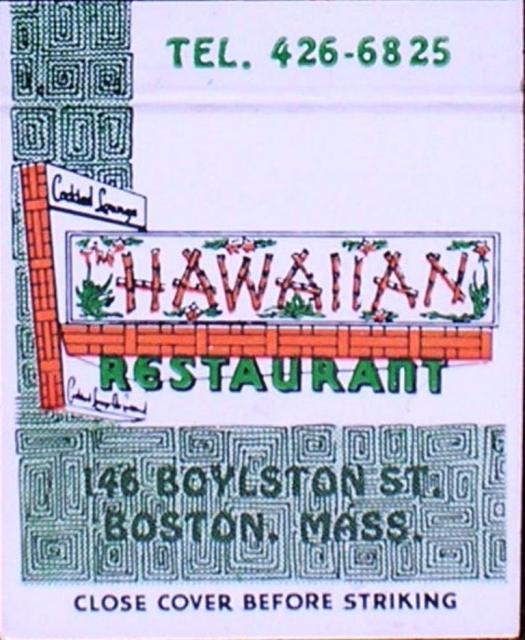 TEL. 426-6825
Cocktail Lounge
THE HAWAIIAN
RESTAURANT
146 BOYLSTON ST.
BOSTON. MASS.
CLOSE COVER BEFORE STRIKING